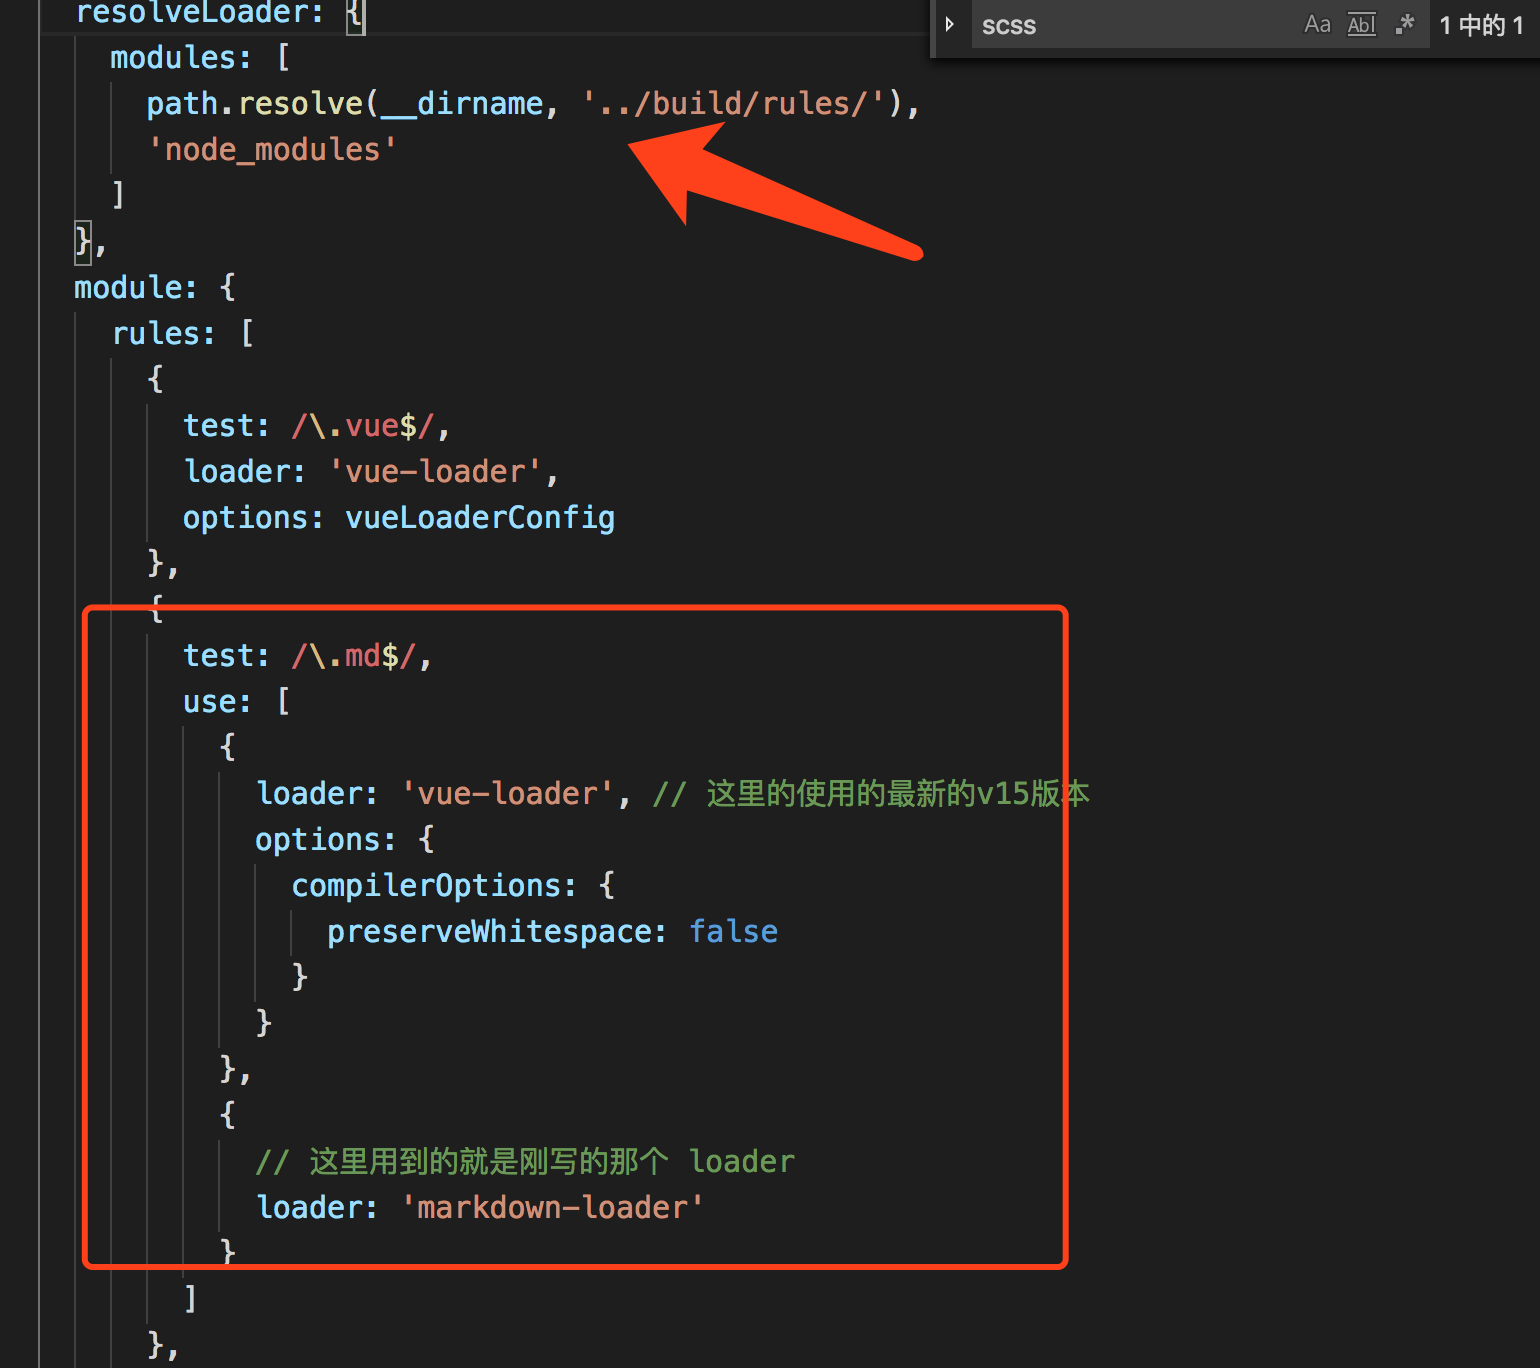 resolveLoader: {
scss
Aa Abl .* 1 中的 1
modules: [
path.resolve(__dirname, '../build/rules/'),
'node_modules'
]
},
module: {
rules: [
{
test: /\.vue$/,
loader: 'vue-loader',
options: vueLoaderConfig
},
{
test: /\.md$/,
use: [
{
loader: 'vue-loader', // 这里的使用的最新的v15版本
options: {
compilerOptions: {
preserveWhitespace: false
}
}
},
{
// 这里用到的就是刚写的那个 loader
loader: 'markdown-loader'
}
]
},